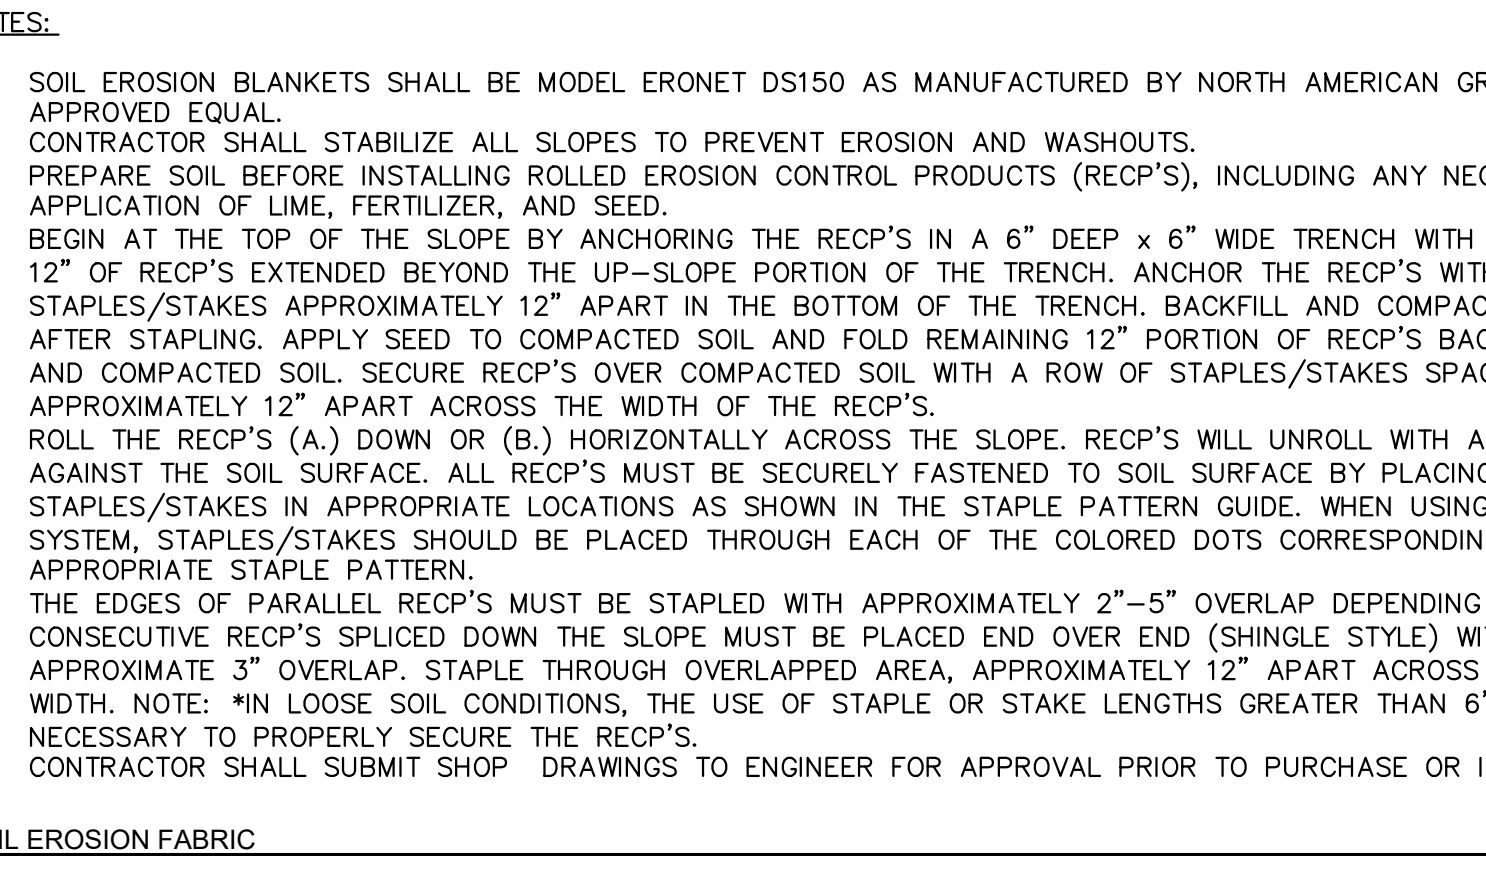 TES:
SOIL EROSION BLANKETS SHALL BE MODEL ERONET DS150 AS MANUFACTURED BY NORTH AMERICAN GR
APPROVED EQUAL.
CONTRACTOR SHALL STABILIZE ALL SLOPES TO PREVENT EROSION AND WASHOUTS.
PREPARE SOIL BEFORE INSTALLING ROLLED EROSION CONTROL PRODUCTS (RECP'S), INCLUDING ANY NEC
APPLICATION OF LIME, FERTILIZER, AND SEED.
BEGIN AT THE TOP OF THE SLOPE BY ANCHORING THE RECP'S IN A 6" DEEP x 6" WIDE TRENCH WITH
12" OF RECP'S EXTENDED BEYOND THE UP-SLOPE PORTION OF THE TRENCH. ANCHOR THE RECP'S WITH
STAPLES/STAKES APPROXIMATELY 12" APART IN THE BOTTOM OF THE TRENCH. BACKFILL AND COMPAC
AFTER STAPLING. APPLY SEED TO COMPACTED SOIL AND FOLD REMAINING 12" PORTION OF RECP'S BAC
AND COMPACTED SOIL. SECURE RECP'S OVER COMPACTED SOIL WITH A ROW OF STAPLES/STAKES SPAC
APPROXIMATELY 12" APART ACROSS THE WIDTH OF THE RECP'S.
ROLL THE RECP'S (A.) DOWN OR (B.) HORIZONTALLY ACROSS THE SLOPE. RECP'S WILL UNROLL WITH A
AGAINST THE SOIL SURFACE. ALL RECP'S MUST BE SECURELY FASTENED TO SOIL SURFACE BY PLACING
STAPLES/STAKES IN APPROPRIATE LOCATIONS AS SHOWN IN THE STAPLE PATTERN GUIDE. WHEN USING
SYSTEM, STAPLES/STAKES SHOULD BE PLACED THROUGH EACH OF THE COLORED DOTS CORRESPONDIN
APPROPRIATE STAPLE PATTERN.
THE EDGES OF PARALLEL RECP'S MUST BE STAPLED WITH APPROXIMATELY 2"-5" OVERLAP DEPENDING
CONSECUTIVE RECP'S SPLICED DOWN THE SLOPE MUST BE PLACED END OVER END (SHINGLE STYLE) WI
APPROXIMATE 3" OVERLAP. STAPLE THROUGH OVERLAPPED AREA, APPROXIMATELY 12" APART ACROSS
WIDTH. NOTE: *IN LOOSE SOIL CONDITIONS, THE USE OF STAPLE OR STAKE LENGTHS GREATER THAN 6"
NECESSARY TO PROPERLY SECURE THE RECP'S.
CONTRACTOR SHALL SUBMIT SHOP DRAWINGS TO ENGINEER FOR APPROVAL PRIOR TO PURCHASE OR I
IL EROSION FABRIC